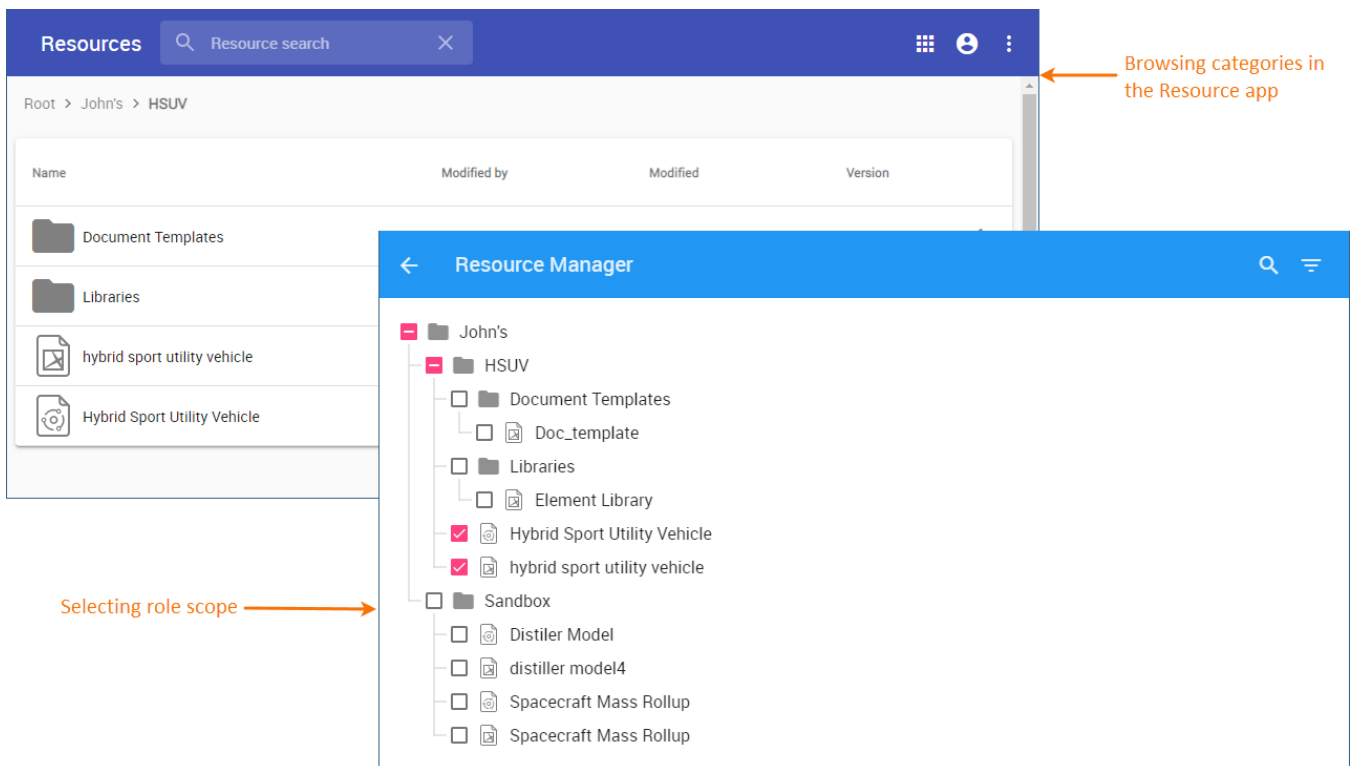 Resources
Resource search
Browsing categories in
the Resource app
Root > John's > HSUV
Name Modified by Modified Version
Document Templates
Libraries
hybrid sport utility vehicle
Hybrid Sport Utility Vehicle
Resource Manager
John's
HSUV
Document Templates
Doc_template
Libraries
Element Library
Hybrid Sport Utility Vehicle
hybrid sport utility vehicle
Selecting role scope
Sandbox
Distiler Model
distiller model4
Spacecraft Mass Rollup
Spacecraft Mass Rollup